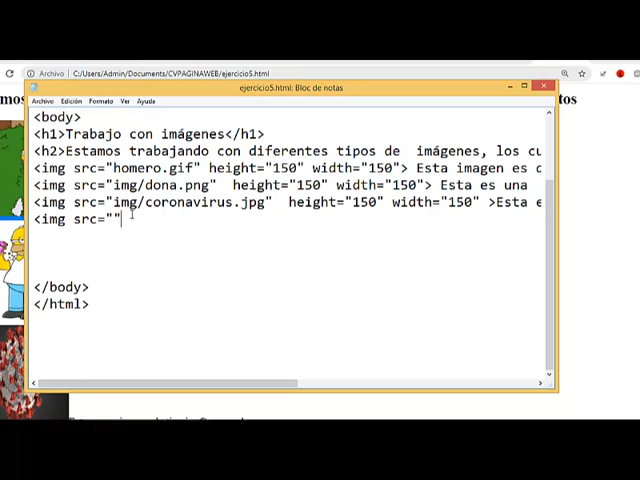 Archivo C:/Users/Admin/Documents/CVPAGINAWEB/ejercicio5.html
ejercicio5.html: Bloc de notas
Archivo Edición Formato Ver Ayuda
<body>
<h1>Trabajo con imágenes</h1>
<h2>Estamos trabajando con diferentes tipos de  imágenes, los cu
<img src="homero.gif" height="150" width="150"> Esta imagen es d
<img src="img/dona.png"  height="150" width="150"> Esta es una
<img src="img/coronavirus.jpg"  height="150" width="150" >Esta e
<img src=""
</body>
</html>